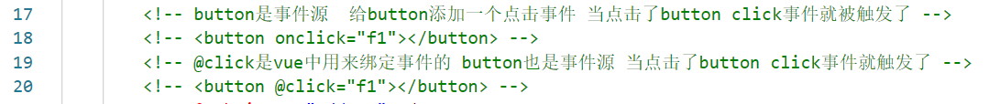 17 <!-- button是事件源  给button添加一个点击事件 当点击了button click事件就被触发了 -->
18 <!-- <button onclick="f1"></button> -->
19 <!-- @click是vue中用来绑定事件的 button也是事件源 当点击了button click事件就触发了 -->
20 <!-- <button @click="f1"></button> -->